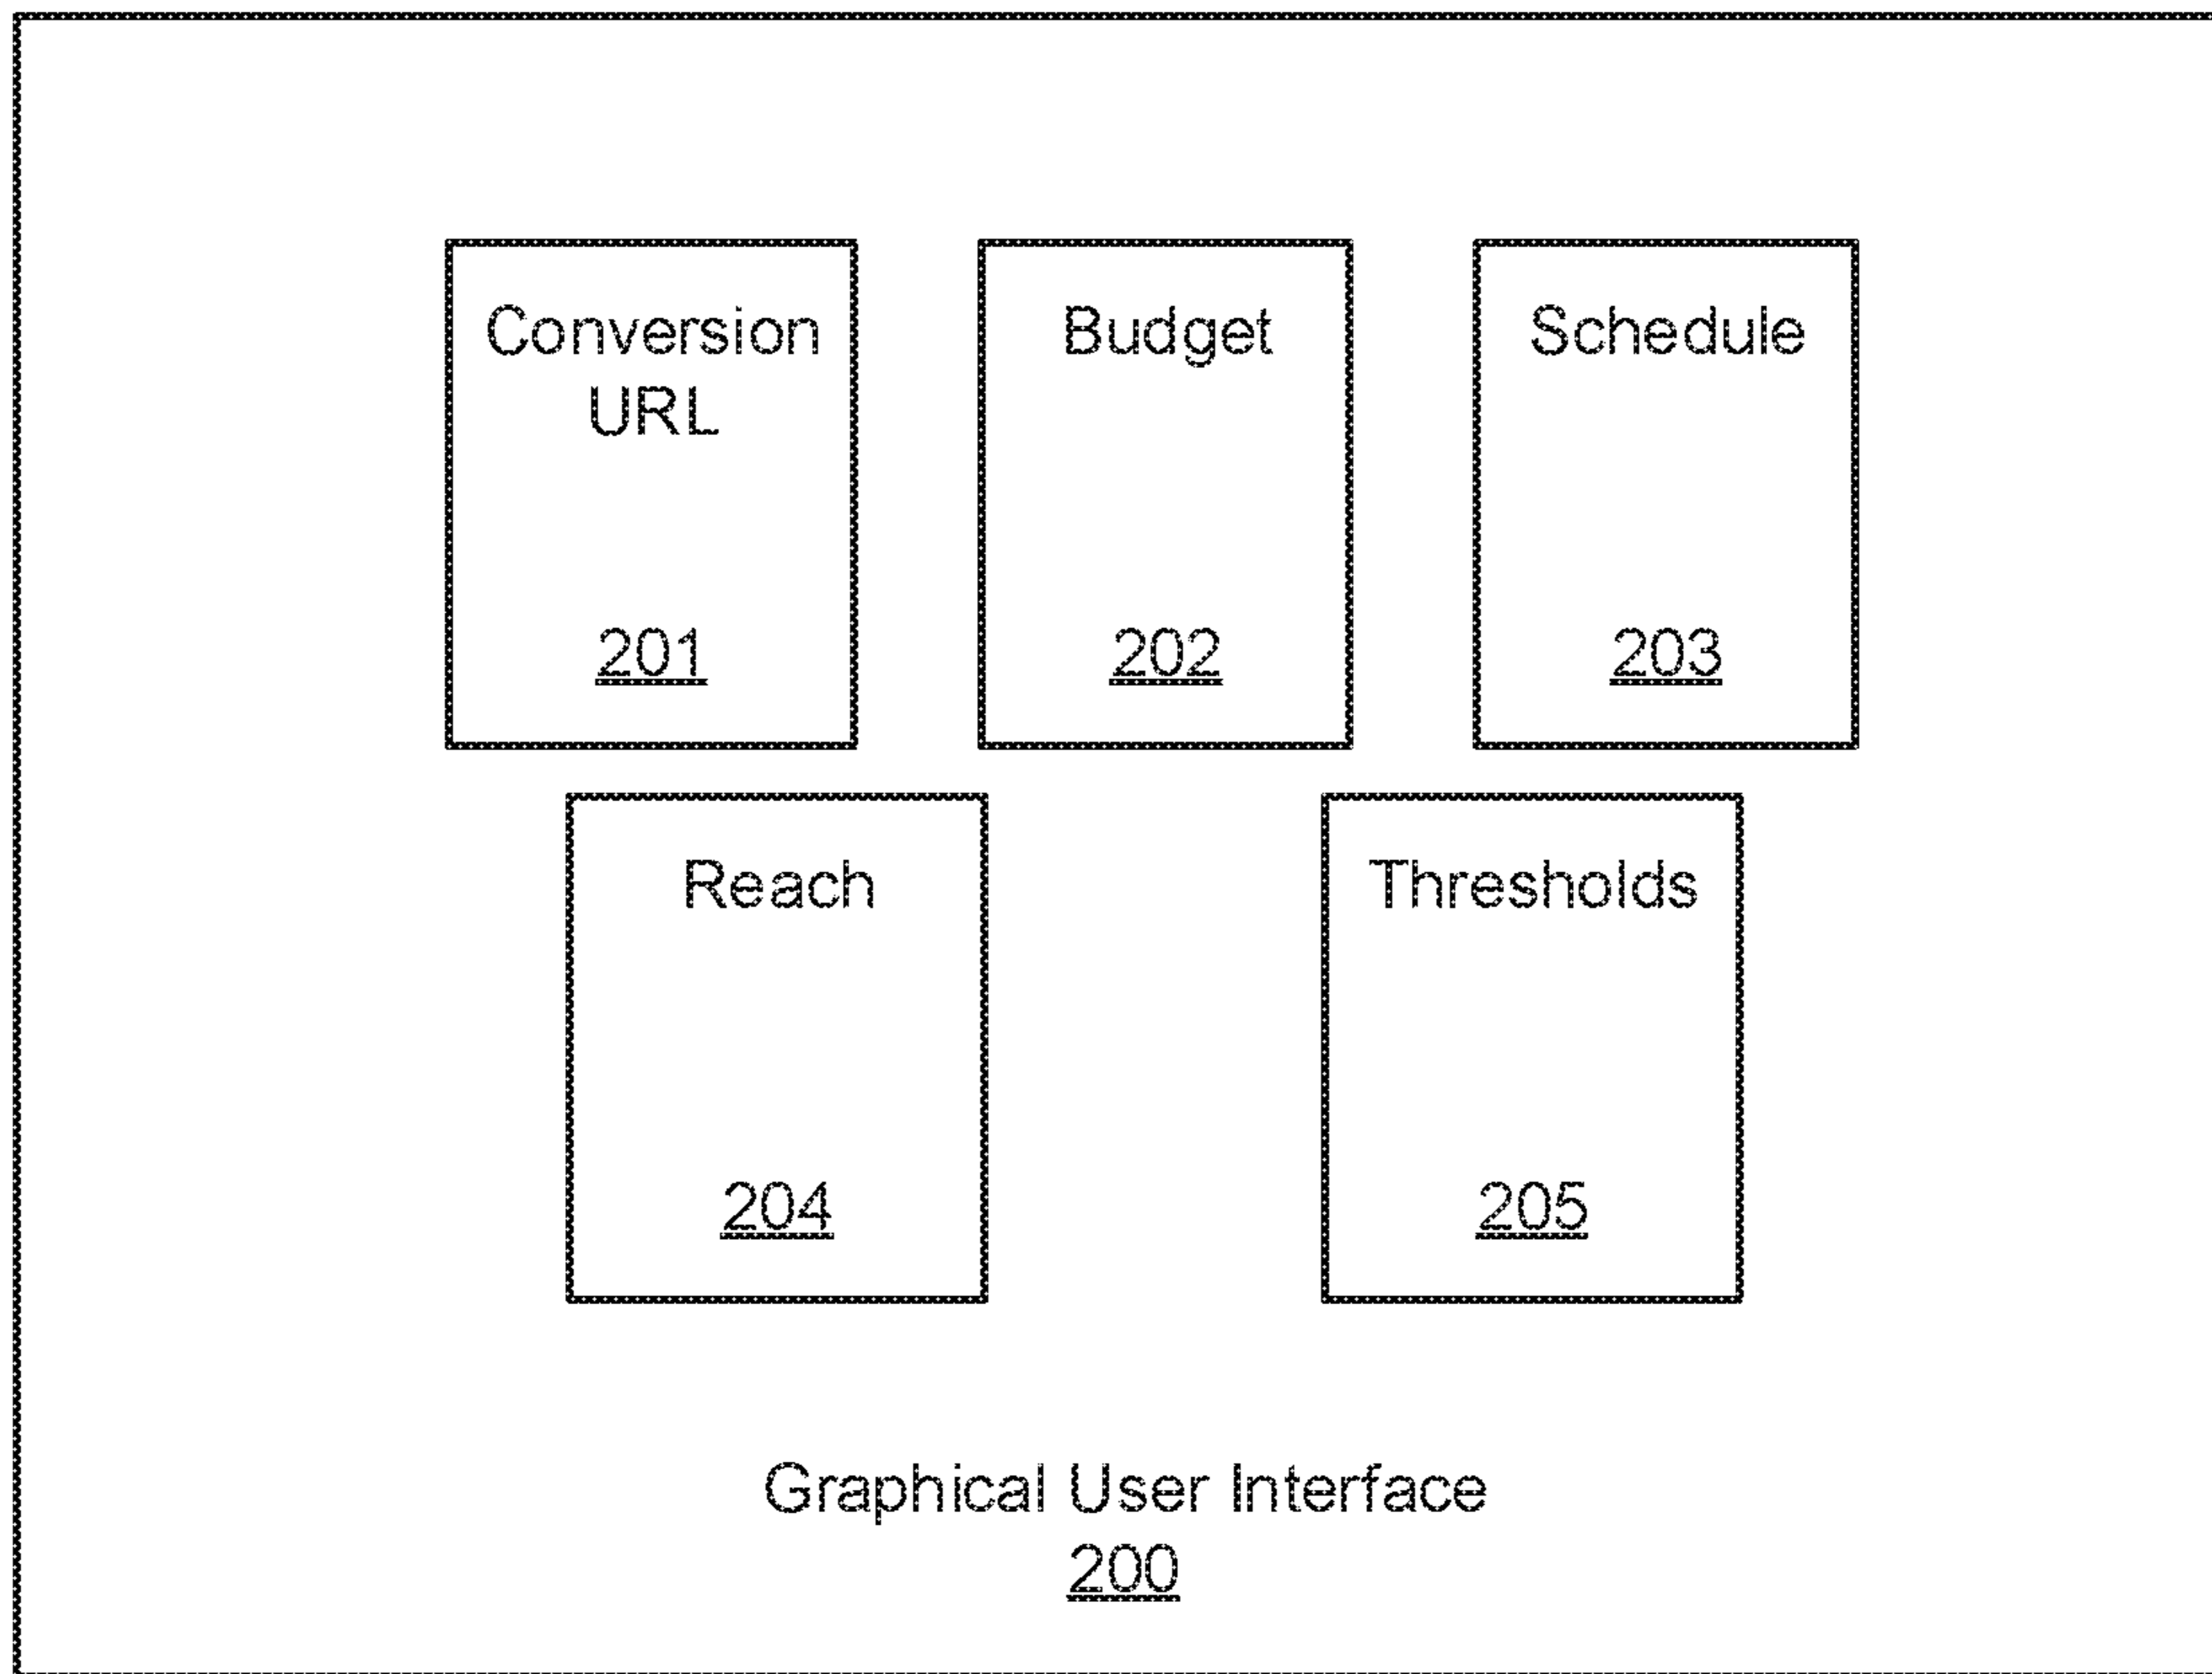 Conversion
URL
201
Budget
202
Schedule
203
Reach
204
Thresholds
205
Graphical User Interface
200